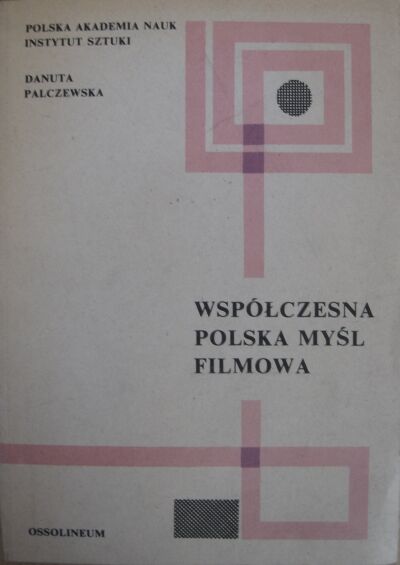 POLSKA AKADEMIA NAUK
INSTYTUT SZTUKI
DANUTA
PALCZEWSKA
WSPÓŁCZESNA
POLSKA MYŚL
FILMOWA
OSSOLINEUM